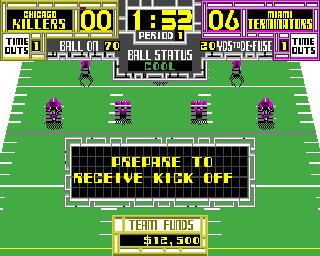 CHICAGO
KILLERS 00
1:52
06 MIAMI
TERMINATORS
TIME
OUTS 1
PERIOD 1
1 TIME
OUTS
BALL ON 70
BALL STATUS
COOL
20 YDS TO DE-FUSE
PREPARE TO
RECEIVE KICK OFF
TEAM FUNDS
$12,500